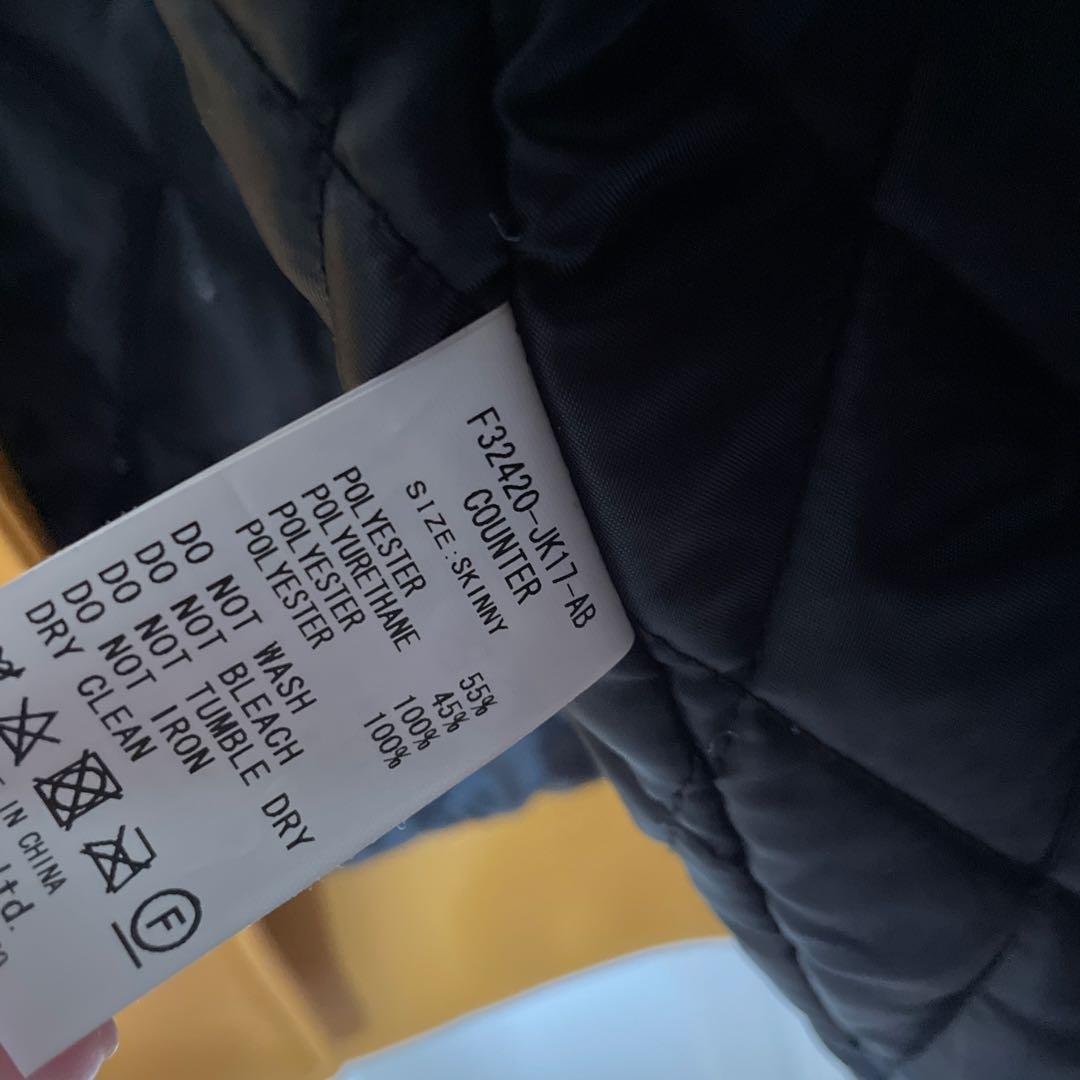 F32420-JK17-AB
COUNTER
SIZE:SKINNY
POLYESTER 55%
POLYURETHANE 45%
POLYESTER 100%
POLYESTER 100%
DO NOT WASH
DO NOT BLEACH
DO NOT TUMBLE DRY
DO NOT IRON
DRY CLEAN
F
IN CHINA